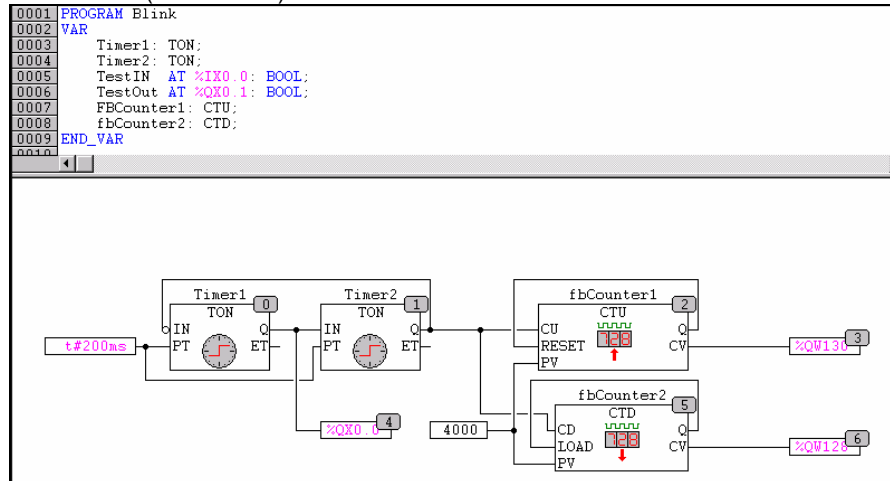 0001 PROGRAM Blink
0002 VAR
0003 Timer1: TON;
0004 Timer2: TON;
0005 TestIN AT %IX0.0: BOOL;
0006 TestOut AT %QX0.1: BOOL;
0007 FBCounter1: CTU;
0008 fbCounter2: CTD;
0009 END_VAR
0010
Timer1 0 Timer2 1 fbCounter1 2
TON TON CTU
IN Q IN Q CU Q
t#200ms PT ET PT ET RESET CV %QW130 3
PV
fbCounter2 5
CTD
%QX0.0 4 4000 CD Q
LOAD CV %QW128 6
PV